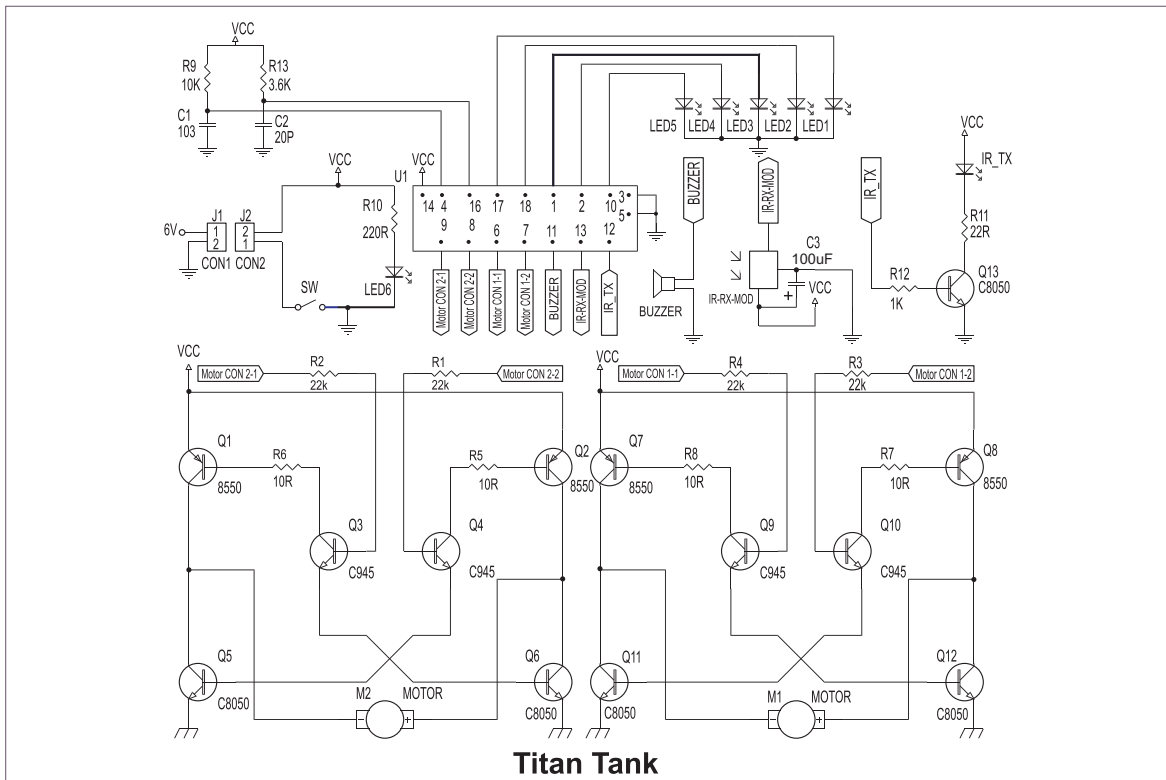 VCC
R9
10K
R13
3.6K
C1
103
C2
20P
LED5 LED4 LED3 LED2 LED1
VCC
IR_TX
R11
22R
Q13
C8050
R12
1K
IR_TX
VCC
VCC
U1
14 4 16 17 18 1 2 10 3
5
9 8 6 7 11 13 12
R10
220R
LED6
J1
6V
1
2
CON1
J2
2
1
CON2
SW
Motor CON 2-1
Motor CON 2-2
Motor CON 1-1
Motor CON 1-2
BUZZER
IR-RX-MOD
IR_TX
BUZZER
BUZZER
IR-RX-MOD
IR-RX-MOD
C3
100uF
VCC
+
VCC
Motor CON 2-1
R2
22k
R1
22k
Motor CON 2-2
Q1
8550
R6
10R
R5
10R
Q2
8550
Q3
C945
Q4
C945
Q5
C8050
Q6
C8050
M2 MOTOR
- +
VCC
Motor CON 1-1
R4
22k
R3
22k
Motor CON 1-2
Q7
8550
R8
10R
R7
10R
Q8
8550
Q9
C945
Q10
C945
Q11
C8050
Q12
C8050
M1 MOTOR
- +
Titan Tank